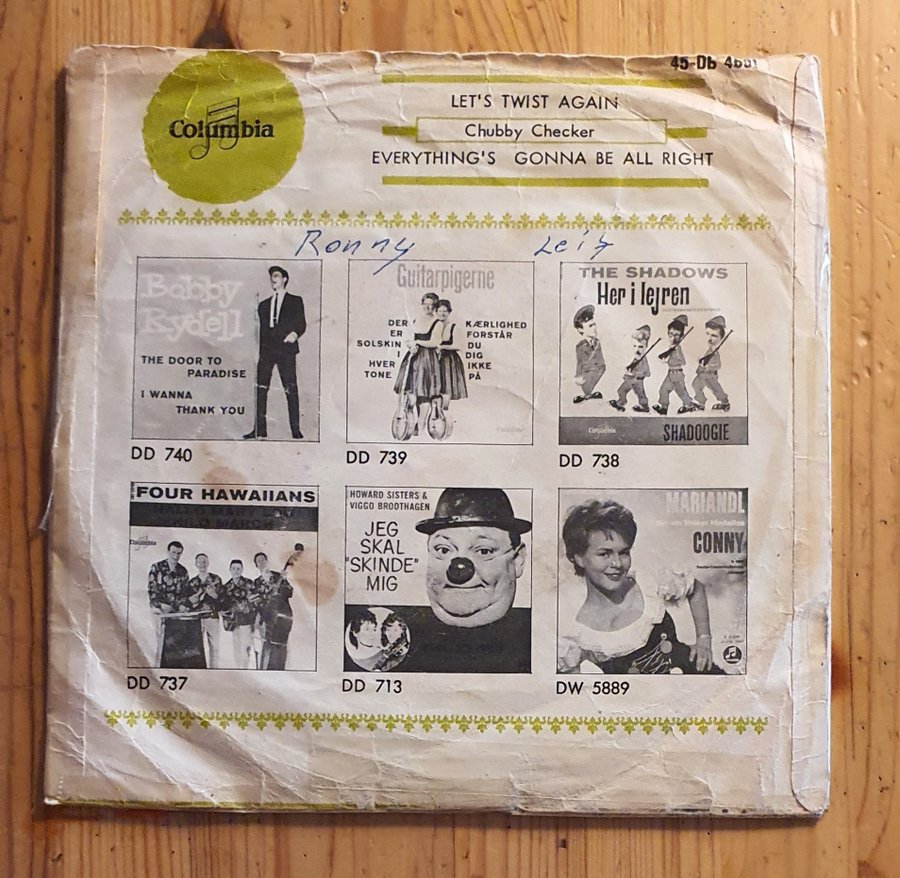 45-DB
LET'S TWIST AGAIN
Columbia
Chubby Checker
EVERYTHING'S GONNA BE ALL RIGHT
Ronny
Bobby
Rydell
THE DOOR TO
PARADISE
I WANNA
THANK YOU
DD 740
Guitarpigerne
DER
ER
SOLSKIN
I
HVER
TONE
KÆRLIGHED
FORSTÅR
DU
DIG
IKKE
PÅ
DD 739
THE SHADOWS
Her i lejren
Columbia
SHADOOGIE
DD 738
FOUR HAWAIIANS
Columbia
DD 737
HOWARD SISTERS &
VIGGO BRODTHAGEN
JEG
SKAL
"SKINDE"
MIG
DD 713
MARIANDL
CONNY
DW 5889